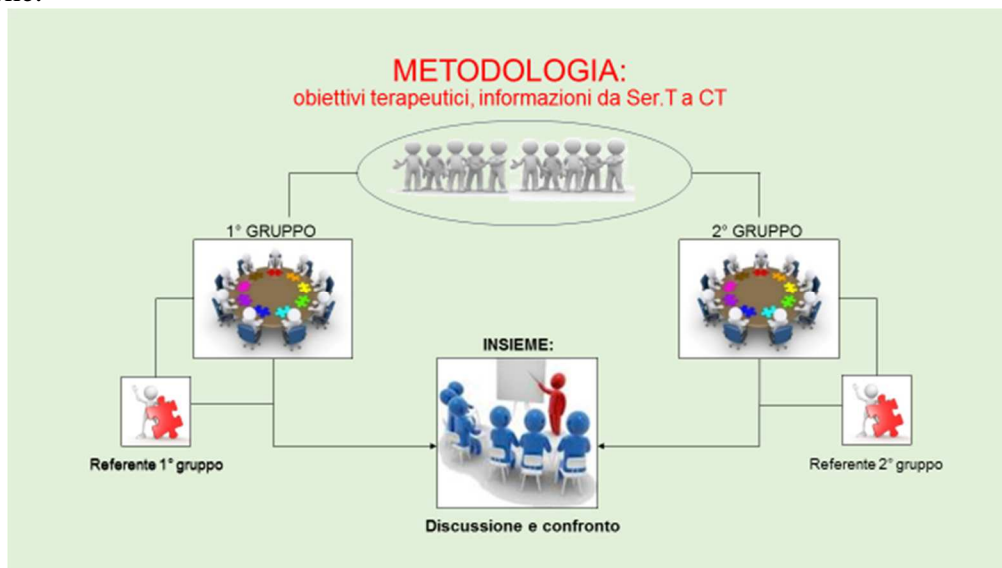 METODOLOGIA:
obiettivi terapeutici, informazioni da Ser.T a CT
1° GRUPPO
2° GRUPPO
INSIEME:
Referente 1° gruppo
Referente 2° gruppo
Discussione e confronto